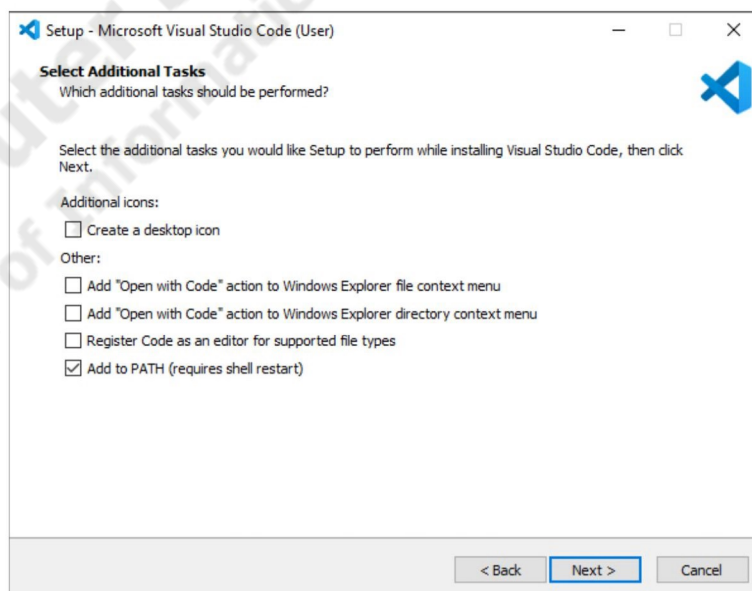 uter
of Informatic
Setup - Microsoft Visual Studio Code (User)
Select Additional Tasks
Which additional tasks should be performed?
Select the additional tasks you would like Setup to perform while installing Visual Studio Code, then click
Next.
Additional icons:
Create a desktop icon
Other:
Add "Open with Code" action to Windows Explorer file context menu
Add "Open with Code" action to Windows Explorer directory context menu
Register Code as an editor for supported file types
Add to PATH (requires shell restart)
< Back Next > Cancel